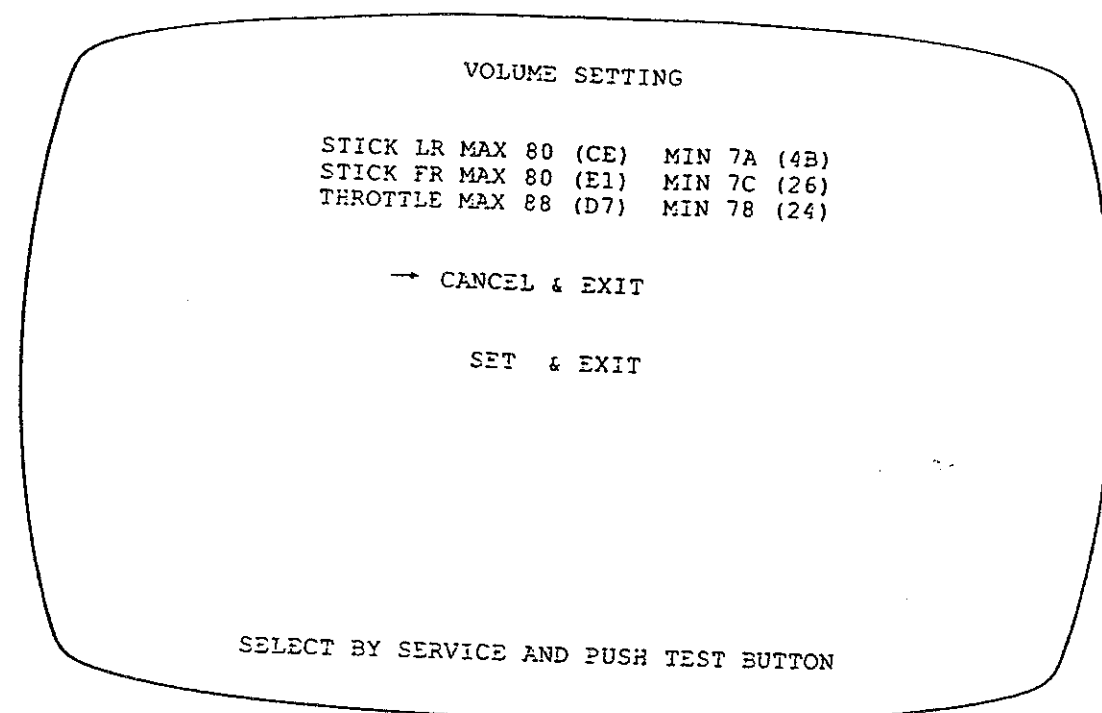 VOLUME SETTING
STICK LR MAX 80 (CE) MIN 7A (4B)
STICK FR MAX 80 (E1) MIN 7C (26)
THROTTLE MAX 88 (D7) MIN 78 (24)
→ CANCEL & EXIT
SET & EXIT
SELECT BY SERVICE AND PUSH TEST BUTTON